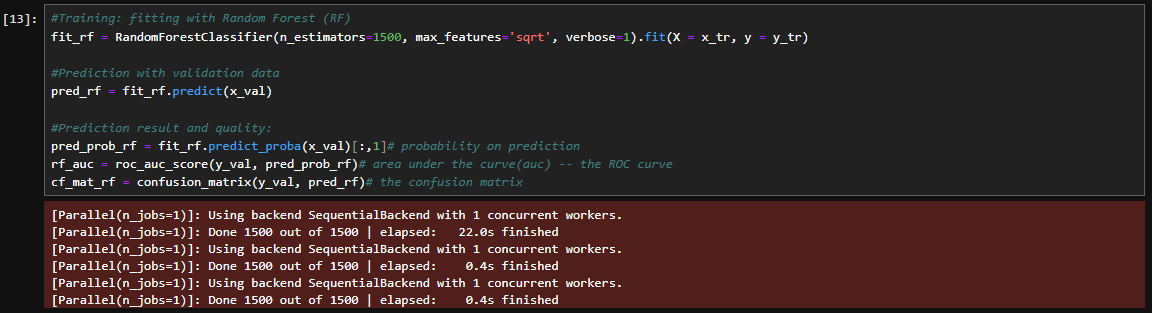 [13]:
#Training: fitting with Random Forest (RF)
fit_rf = RandomForestClassifier(n_estimators=1500, max_features='sqrt', verbose=1).fit(X = x_tr, y = y_tr)
#Prediction with validation data
pred_rf = fit_rf.predict(x_val)
#Prediction result and quality:
pred_prob_rf = fit_rf.predict_proba(x_val)[:,1]# probability on prediction
rf_auc = roc_auc_score(y_val, pred_prob_rf)# area under the curve(auc) -- the ROC curve
cf_mat_rf = confusion_matrix(y_val, pred_rf)# the confusion matrix
[Parallel(n_jobs=1)]: Using backend SequentialBackend with 1 concurrent workers.
[Parallel(n_jobs=1)]: Done 1500 out of 1500 | elapsed:   22.0s finished
[Parallel(n_jobs=1)]: Using backend SequentialBackend with 1 concurrent workers.
[Parallel(n_jobs=1)]: Done 1500 out of 1500 | elapsed:    0.4s finished
[Parallel(n_jobs=1)]: Using backend SequentialBackend with 1 concurrent workers.
[Parallel(n_jobs=1)]: Done 1500 out of 1500 | elapsed:    0.4s finished